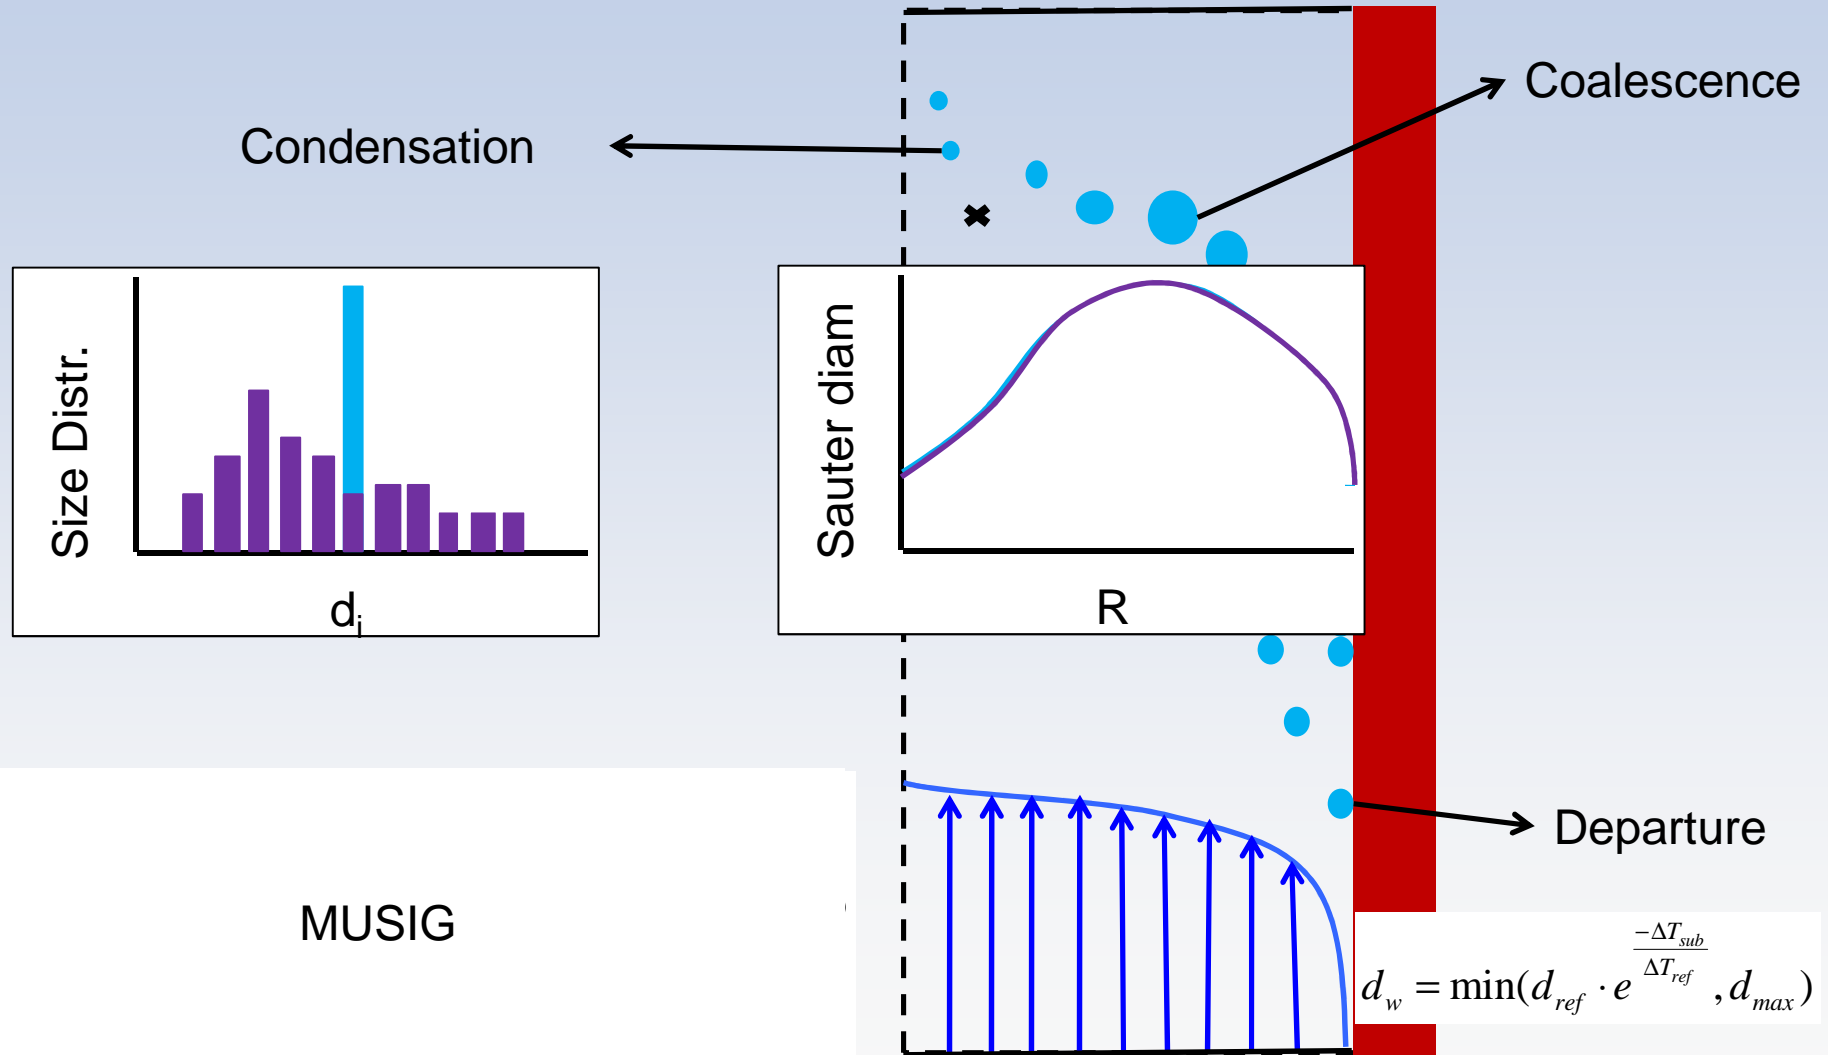 Coalescence
Condensation
Size Distr.
d_i
Sauter diam
R
Departure
MUSIG
d_w = min(d_ref · e^(-ΔT_sub/ΔT_ref), d_max)